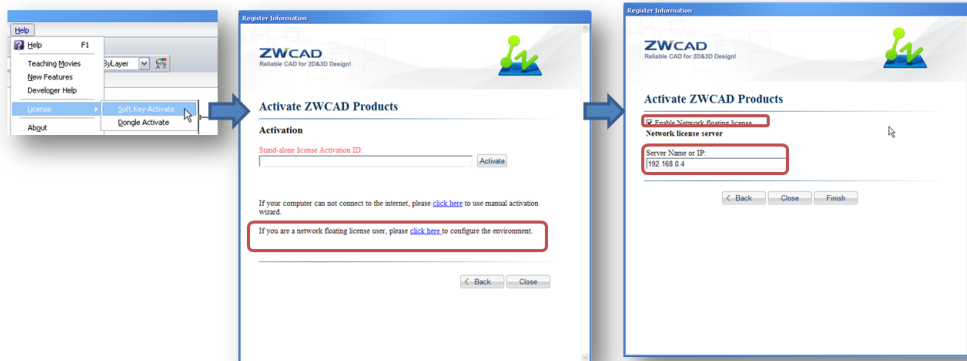 Help
Help F1
Teaching Movies
New Features
Developer Help
License
About
ByLayer
Soft Key Activate
Dongle Activate
Register Information
ZWCAD
Reliable CAD for 2D&3D Design!
Activate ZWCAD Products
Activation
Stand-alone license Activation ID:
Activate
If your computer can not connect to the internet, please click here to use manual activation
wizard.
If you are a network floating license user, please click here to configure the environment.
< Back Close
Register Information
ZWCAD
Reliable CAD for 2D&3D Design!
Activate ZWCAD Products
Enable Network floating license
Network license server
Server Name or IP:
192.168.0.4
< Back Close Finish